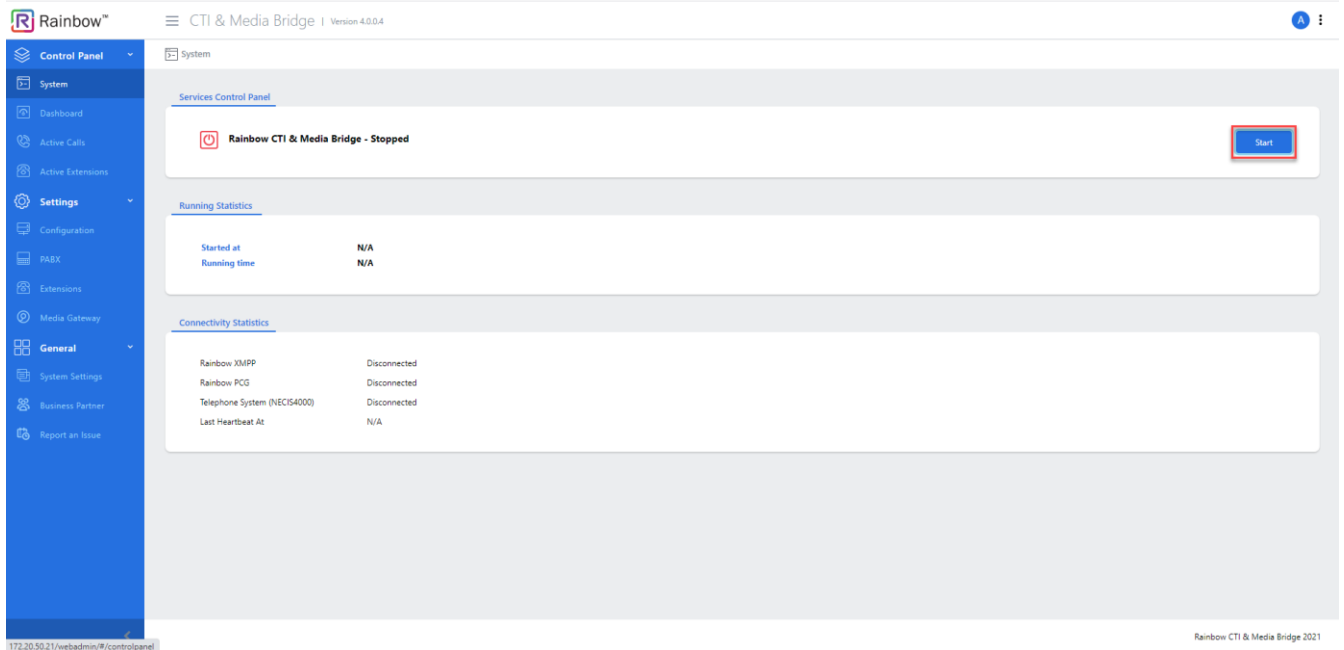 Rainbow™
CTI & Media Bridge | Version 4.0.0.4
A
Control Panel
System
Dashboard
Active Calls
Active Extensions
Settings
Configuration
PABX
Extensions
Media Gateway
General
System Settings
Business Partner
Report an Issue
172.20.50.21/webadmin/#/controlpanel
System
Services Control Panel
Rainbow CTI & Media Bridge - Stopped
Start
Running Statistics
Started at N/A
Running time N/A
Connectivity Statistics
Rainbow XMPP Disconnected
Rainbow PCG Disconnected
Telephone System (NECIS4000) Disconnected
Last Heartbeat At N/A
Rainbow CTI & Media Bridge 2021